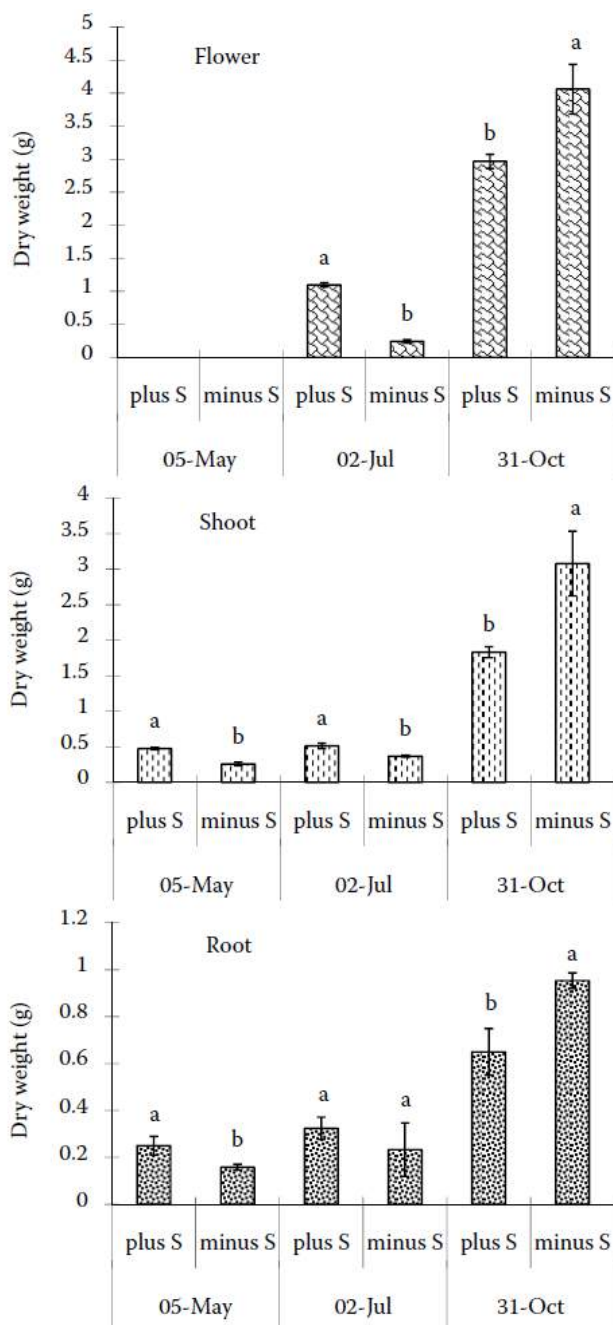 5
Flower
a
4.5
4
3.5
b
3
2.5
2
1.5
a
1
b
0.5
0
Dry weight (g)
plus S minus S plus S minus S plus S minus S
05-May 02-Jul 31-Oct
4
Shoot
a
3.5
3
2.5
b
2
1.5
1
a a
b b
0.5
0
Dry weight (g)
plus S minus S plus S minus S plus S minus S
05-May 02-Jul 31-Oct
1.2
Root
a
1
b
0.8
0.6
a a
0.4
a b
0.2
0
Dry weight (g)
plus S minus S plus S minus S plus S minus S
05-May 02-Jul 31-Oct